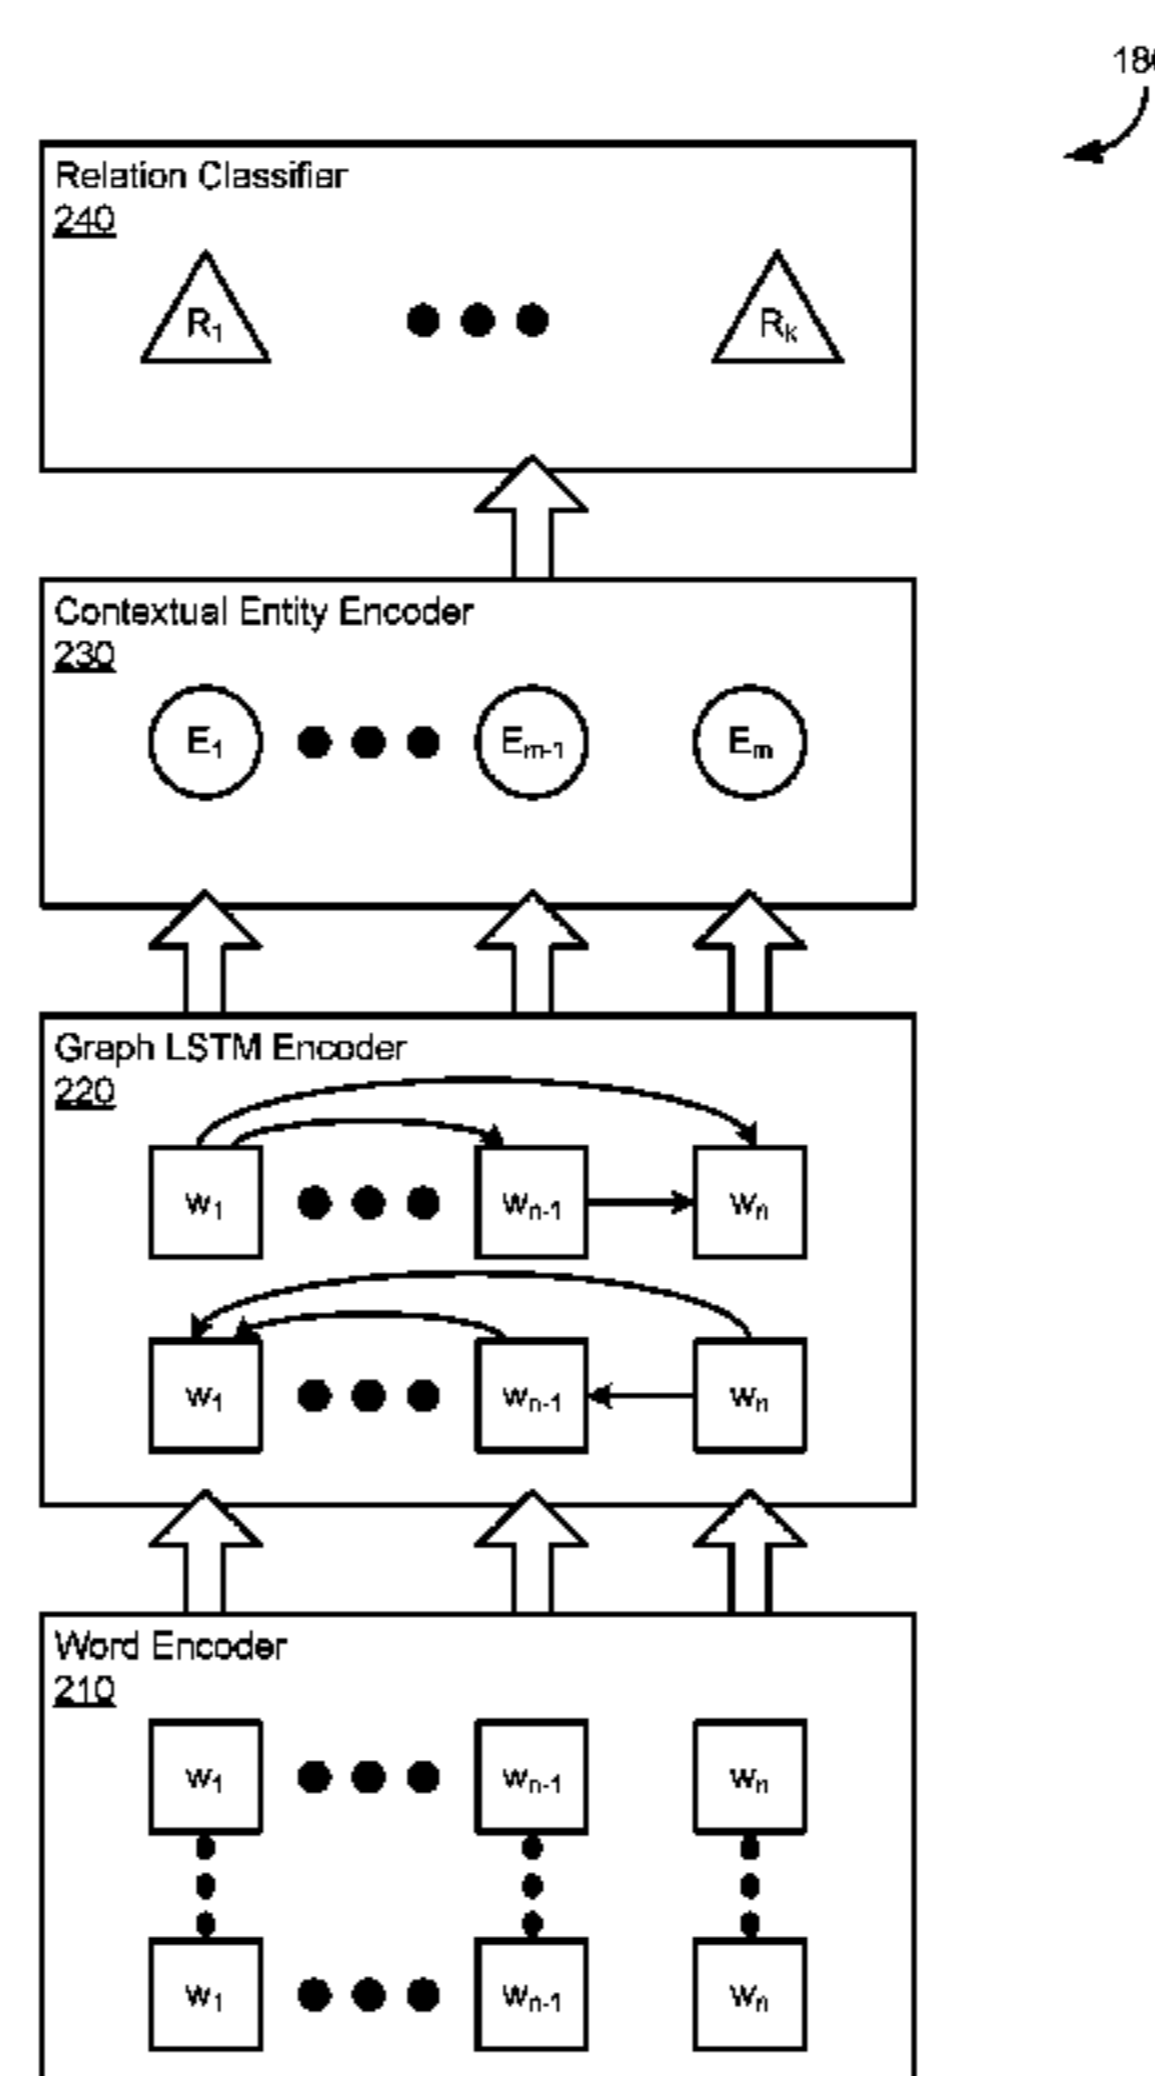 18
Relation Classifier
240
R₁ Rₖ
Contextual Entity Encoder
230
E₁ Eₘ₋₁ Eₘ
Graph LSTM Encoder
220
w₁ wₙ₋₁ wₙ
w₁ wₙ₋₁ wₙ
Word Encoder
210
w₁ wₙ₋₁ wₙ
w₁ wₙ₋₁ wₙ